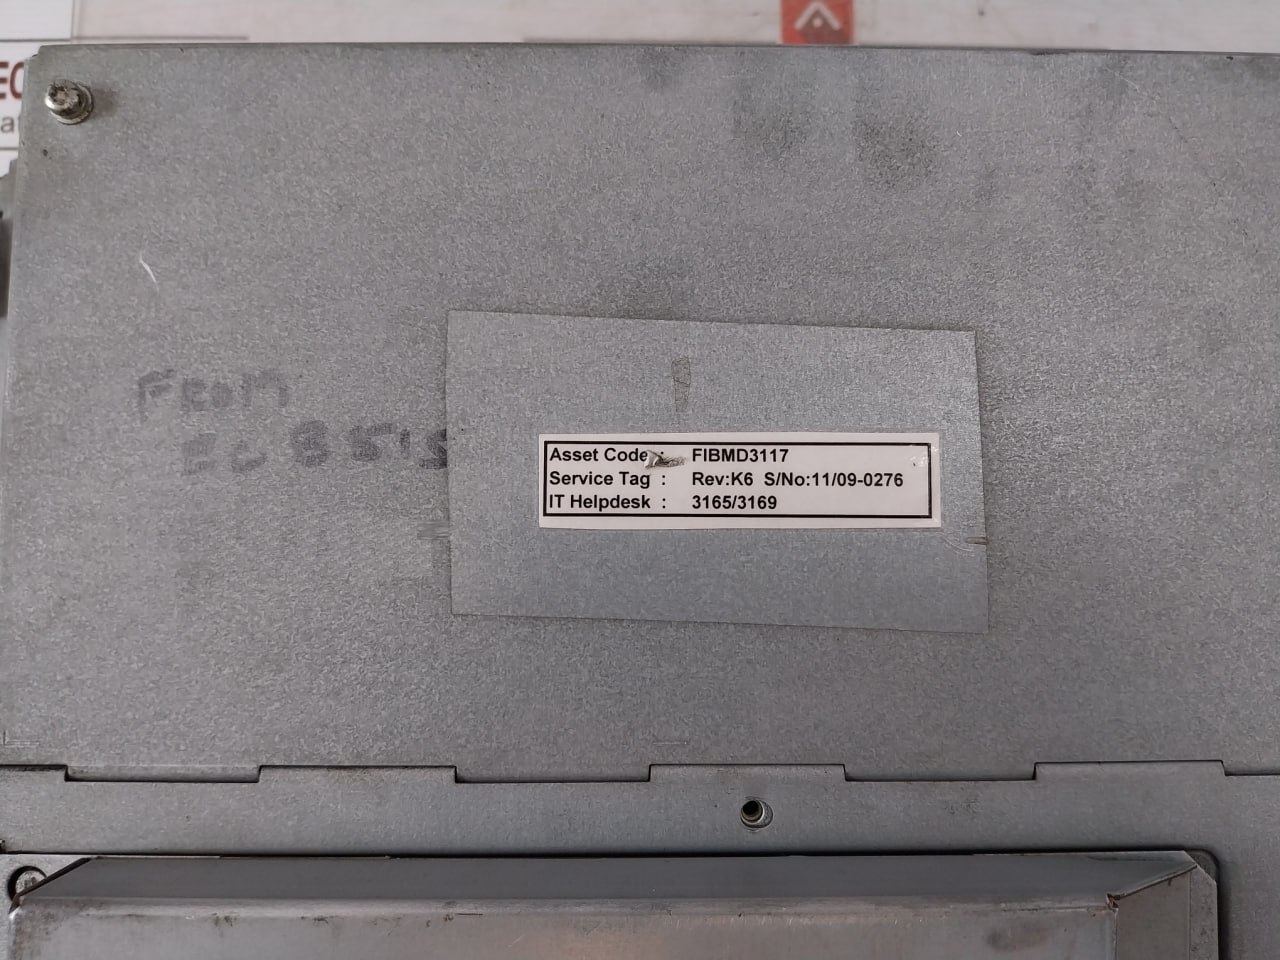 FROM
Asset Code : FIBMD3117
Service Tag : Rev:K6 S/No:11/09-0276
IT Helpdesk : 3165/3169